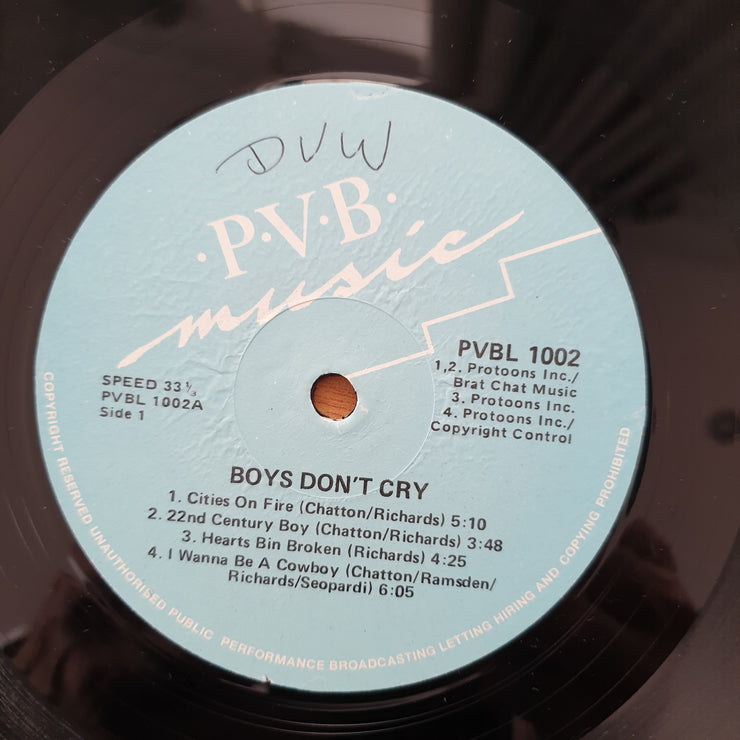 DVW
·P·V·B·
music
PVBL 1002
1,2. Protoons Inc./
Brat Chat Music
3. Protoons Inc.
4. Protoons Inc./
Copyright Control
SPEED 33⅓
PVBL 1002A
Side 1
BOYS DON'T CRY
1. Cities On Fire (Chatton/Richards) 5:10
2. 22nd Century Boy (Chatton/Richards) 3:48
3. Hearts Bin Broken (Richards) 4:25
4. I Wanna Be A Cowboy (Chatton/Ramsden/
Richards/Seopardi) 6:05
COPYRIGHT RESERVED UNAUTHORISED PUBLIC PERFORMANCE BROADCASTING LETTING HIRING AND COPYING PROHIBITED